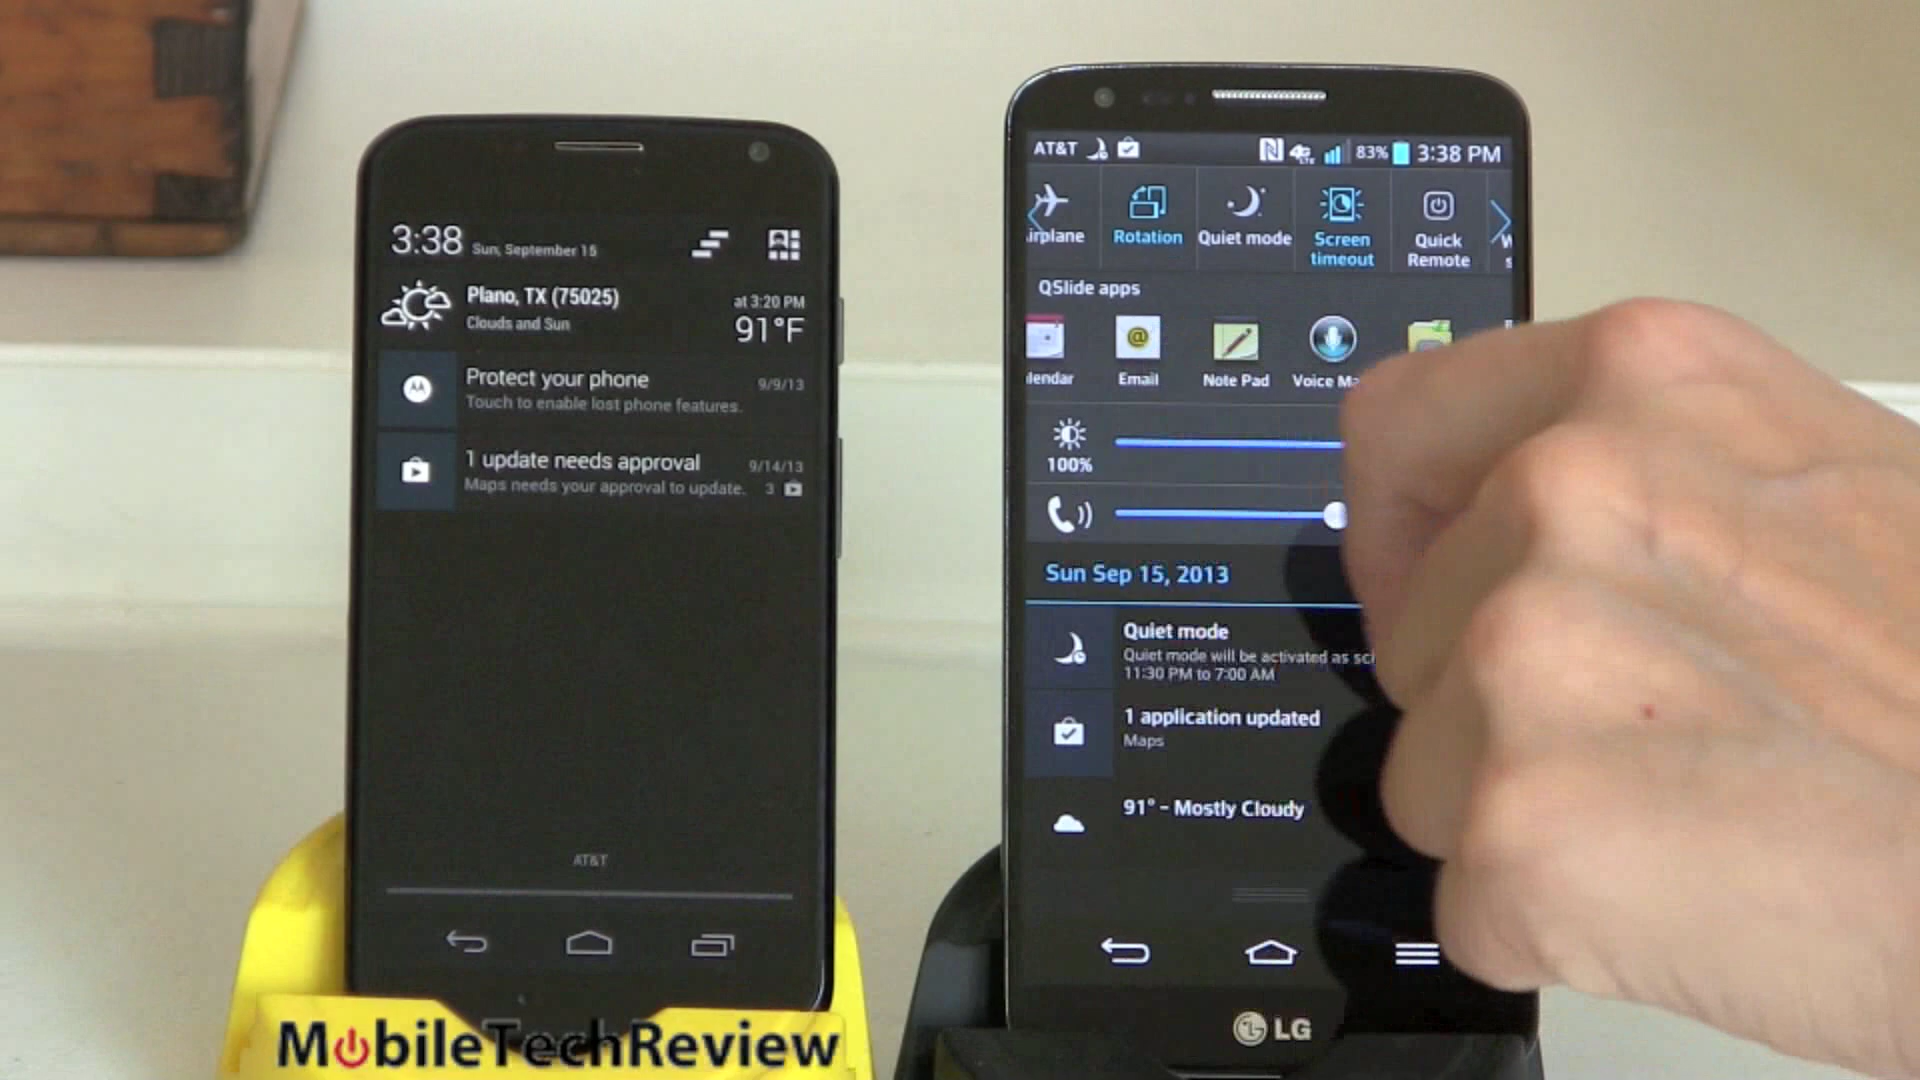 3:38 Sun, September 15
Plano, TX (75025)
Clouds and Sun
at 3:20 PM
91°F
Protect your phone 9/9/13
Touch to enable lost phone features.
1 update needs approval 9/14/13
Maps needs your approval to update. 3
AT&T
AT&T 4G LTE 83% 3:38 PM
irplane Rotation Quiet mode Screen timeout Quick Remote
QSlide apps
lendar Email Note Pad Voice Ma
100%
Sun Sep 15, 2013
Quiet mode
Quiet mode will be activated as sc
11:30 PM to 7:00 AM
1 application updated
Maps
91° - Mostly Cloudy
LG
MobileTechReview